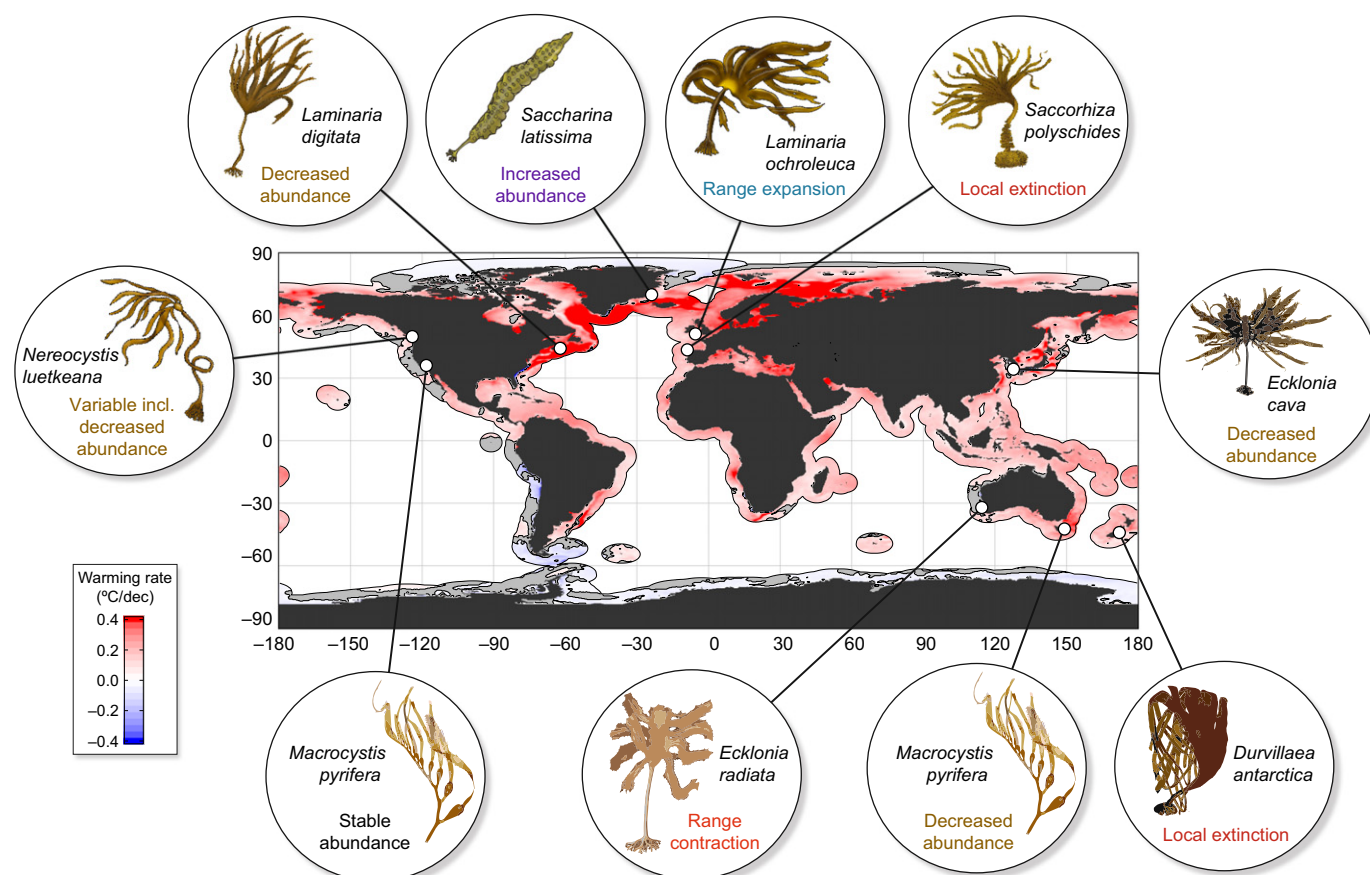 Laminaria
digitata
Decreased
abundance
Saccharina
latissima
Increased
abundance
Laminaria
ochroleuca
Range expansion
Saccorhiza
polyschides
Local extinction
Nereocystis
luetkeana
Variable incl.
decreased
abundance
Ecklonia
cava
Decreased
abundance
90
60
30
0
–30
–60
–90
–180
–150
–120
–90
–60
–30
0
30
60
90
120
150
180
Warming rate
(ºC/dec)
0.4
0.2
0.0
–0.2
–0.4
Macrocystis
pyrifera
Stable
abundance
Ecklonia
radiata
Range
contraction
Macrocystis
pyrifera
Decreased
abundance
Durvillaea
antarctica
Local extinction